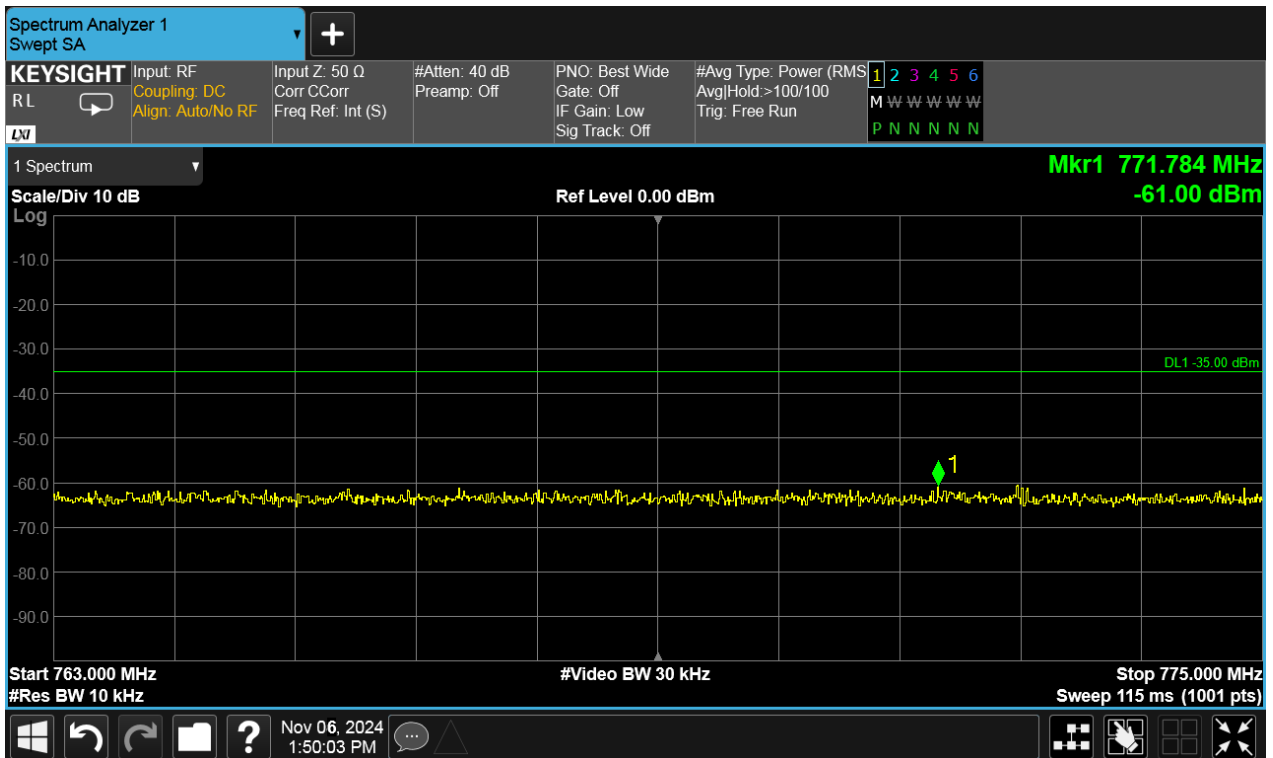 Spectrum Analyzer 1
Swept SA
KEYSIGHT
RL
LXI
Input: RF
Coupling: DC
Align: Auto/No RF
Input Z: 50 Ω
Corr CCorr
Freq Ref: Int (S)
#Atten: 40 dB
Preamp: Off
PNO: Best Wide
Gate: Off
IF Gain: Low
Sig Track: Off
#Avg Type: Power (RMS
Avg|Hold:>100/100
Trig: Free Run
1 2 3 4 5 6
M W W W W W
P N N N N N
1 Spectrum
Mkr1 771.784 MHz
Scale/Div 10 dB
Ref Level 0.00 dBm
-61.00 dBm
Log
-10.0
-20.0
-30.0
DL1 -35.00 dBm
-40.0
-50.0
1
-60.0
-70.0
-80.0
-90.0
Start 763.000 MHz
#Video BW 30 kHz
Stop 775.000 MHz
#Res BW 10 kHz
Sweep 115 ms (1001 pts)
?
Nov 06, 2024
1:50:03 PM